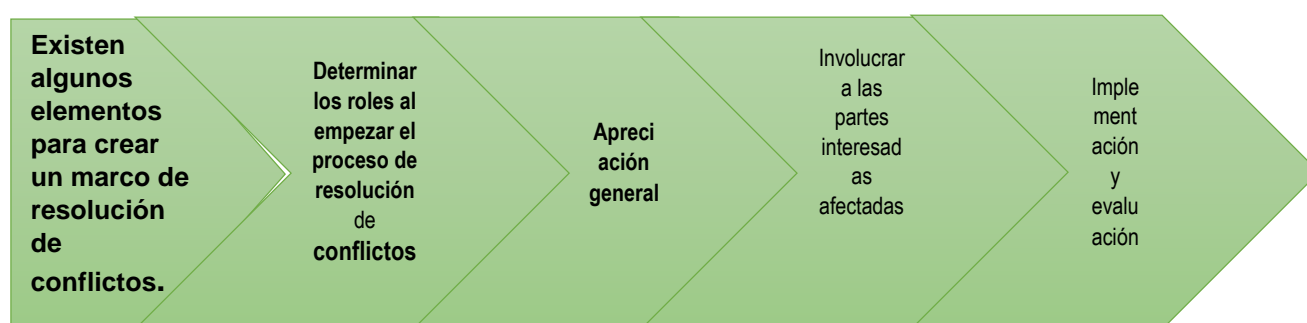 Existen
algunos
elementos
para crear
un marco de
resolución
de
conflictos.
Determinar
los roles al
empezar el
proceso de
resolución
de
conflictos
Apreci
ación
general
Involucrar
a las
partes
interesad
as
afectadas
Imple
ment
ación
y
evalu
ación